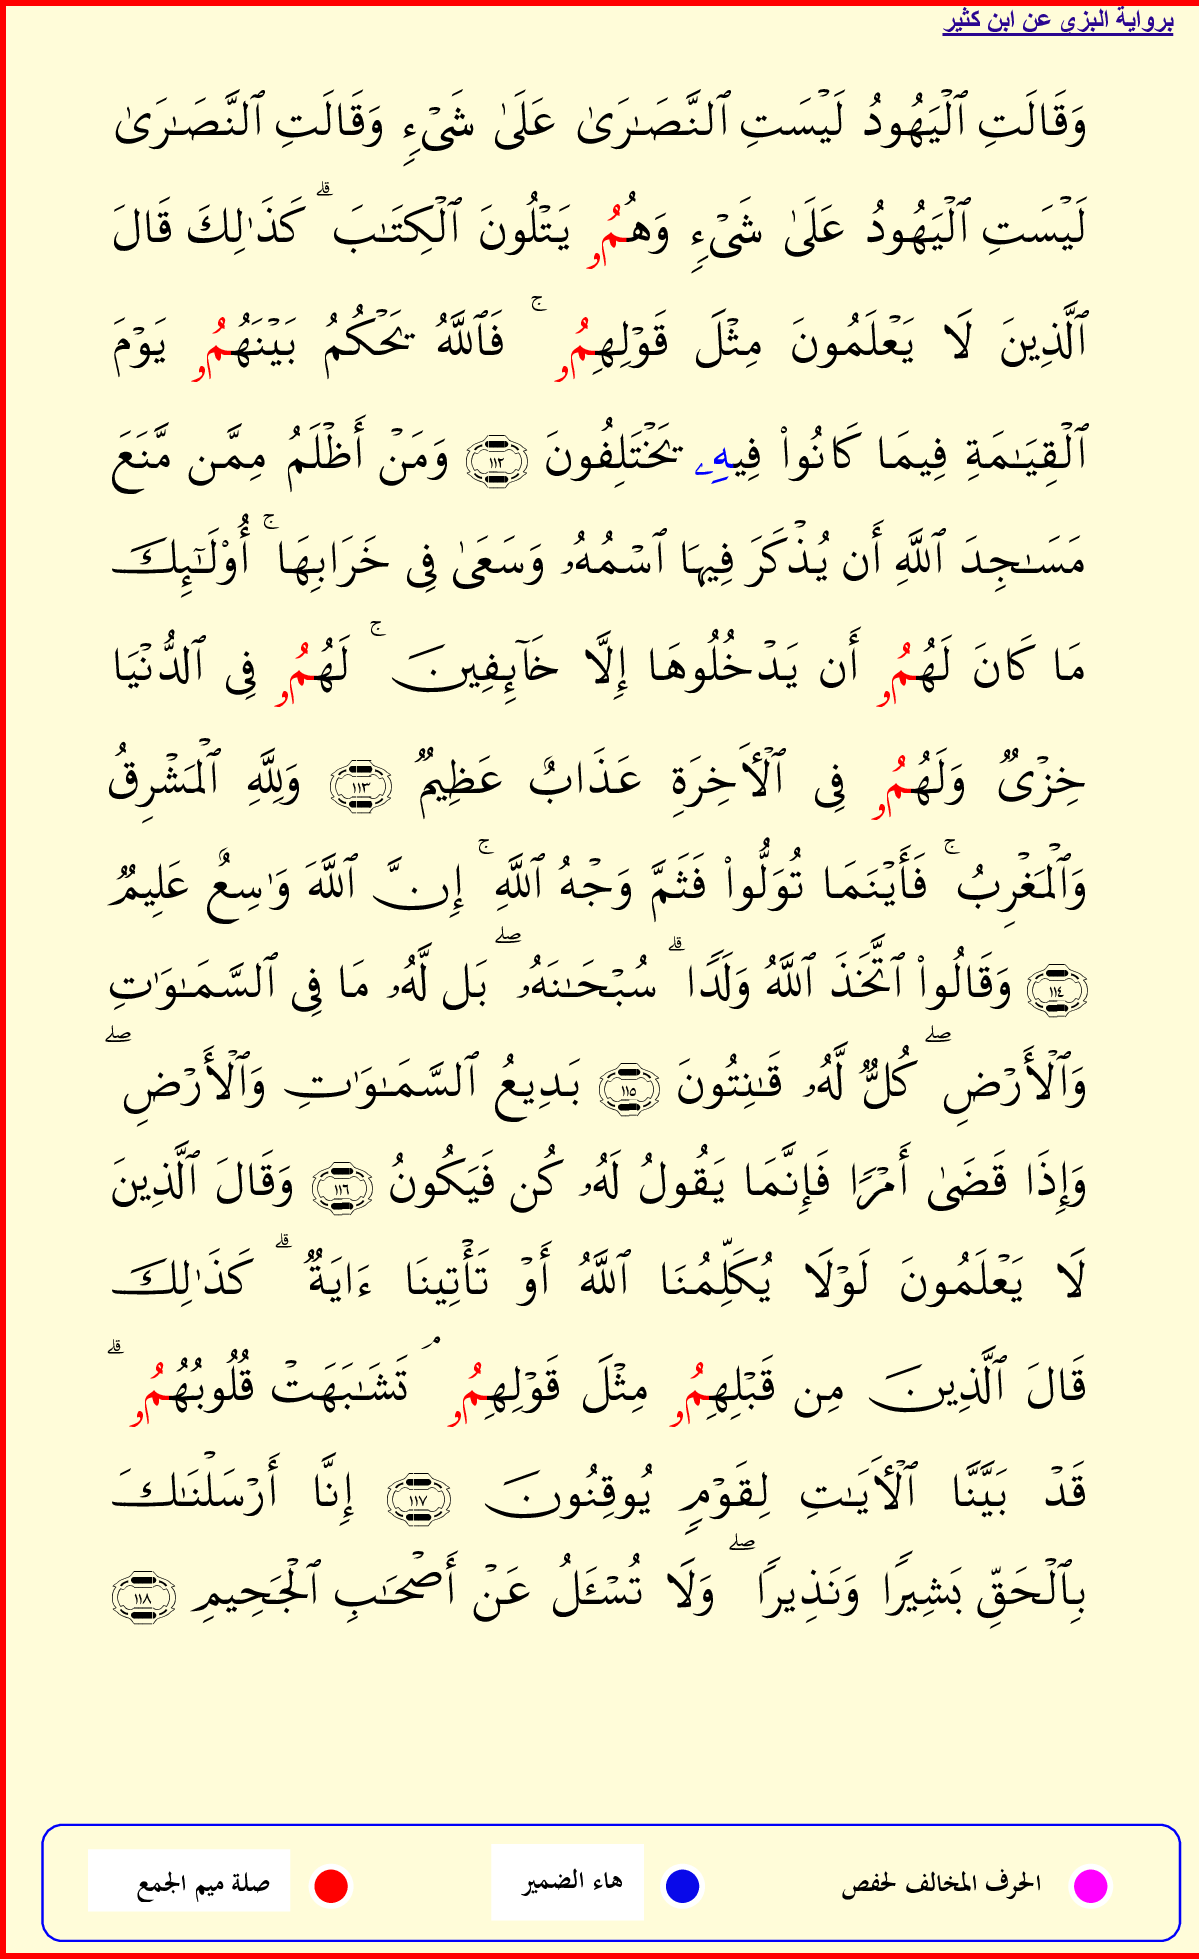 برواية البزي عن ابن كثير
وَقَالَتِ ٱلْيَهُودُ لَيْسَتِ ٱلنَّصَٰرَىٰ عَلَىٰ شَىْءٍ وَقَالَتِ ٱلنَّصَٰرَىٰ
لَيْسَتِ ٱلْيَهُودُ عَلَىٰ شَىْءٍ وَهُمُۥ يَتْلُونَ ٱلْكِتَٰبَ ۗ كَذَٰلِكَ قَالَ
ٱلَّذِينَ لَا يَعْلَمُونَ مِثْلَ قَوْلِهِمُۥ ۚ فَٱللَّهُ يَحْكُمُ بَيْنَهُمُۥ يَوْمَ
ٱلْقِيَٰمَةِ فِيمَا كَانُوا۟ فِيهِۦ يَخْتَلِفُونَ ١١٢ وَمَنْ أَظْلَمُ مِمَّن مَّنَعَ
مَسَٰجِدَ ٱللَّهِ أَن يُذْكَرَ فِيهَا ٱسْمُهُۥ وَسَعَىٰ فِى خَرَابِهَا ۚ أُو۟لَٰٓئِكَ
مَا كَانَ لَهُمُۥ أَن يَدْخُلُوهَا إِلَّا خَآئِفِينَ ۚ لَهُمُۥ فِى ٱلدُّنْيَا
خِزْىٌ وَلَهُمُۥ فِى ٱلْأَخِرَةِ عَذَابٌ عَظِيمٌ ١١٣ وَلِلَّهِ ٱلْمَشْرِقُ
وَٱلْمَغْرِبُ ۚ فَأَيْنَمَا تُوَلُّوا۟ فَثَمَّ وَجْهُ ٱللَّهِ ۚ إِنَّ ٱللَّهَ وَٰسِعٌ عَلِيمٌ
١١٤ وَقَالُوا۟ ٱتَّخَذَ ٱللَّهُ وَلَدًا ۗ سُبْحَٰنَهُۥ ۖ بَل لَّهُۥ مَا فِى ٱلسَّمَٰوَٰتِ
وَٱلْأَرْضِ ۖ كُلٌّ لَّهُۥ قَٰنِتُونَ ١١٥ بَدِيعُ ٱلسَّمَٰوَٰتِ وَٱلْأَرْضِ ۖ
وَإِذَا قَضَىٰ أَمْرًا فَإِنَّمَا يَقُولُ لَهُۥ كُن فَيَكُونُ ١١٦ وَقَالَ ٱلَّذِينَ
لَا يَعْلَمُونَ لَوْلَا يُكَلِّمُنَا ٱللَّهُ أَوْ تَأْتِينَا ءَايَةٌ ۗ كَذَٰلِكَ
قَالَ ٱلَّذِينَ مِن قَبْلِهِمُۥ مِثْلَ قَوْلِهِمُۥ ۘ تَشَٰبَهَتْ قُلُوبُهُمُۥ ۗ
قَدْ بَيَّنَّا ٱلْأَيَٰتِ لِقَوْمٍ يُوقِنُونَ ١١٧ إِنَّا أَرْسَلْنَٰكَ
بِٱلْحَقِّ بَشِيرًا وَنَذِيرًا ۖ وَلَا تُسْـَٔلُ عَنْ أَصْحَٰبِ ٱلْجَحِيمِ ١١٨
الحرف المخالف لحفص هاء الضمير صلة ميم الجمع